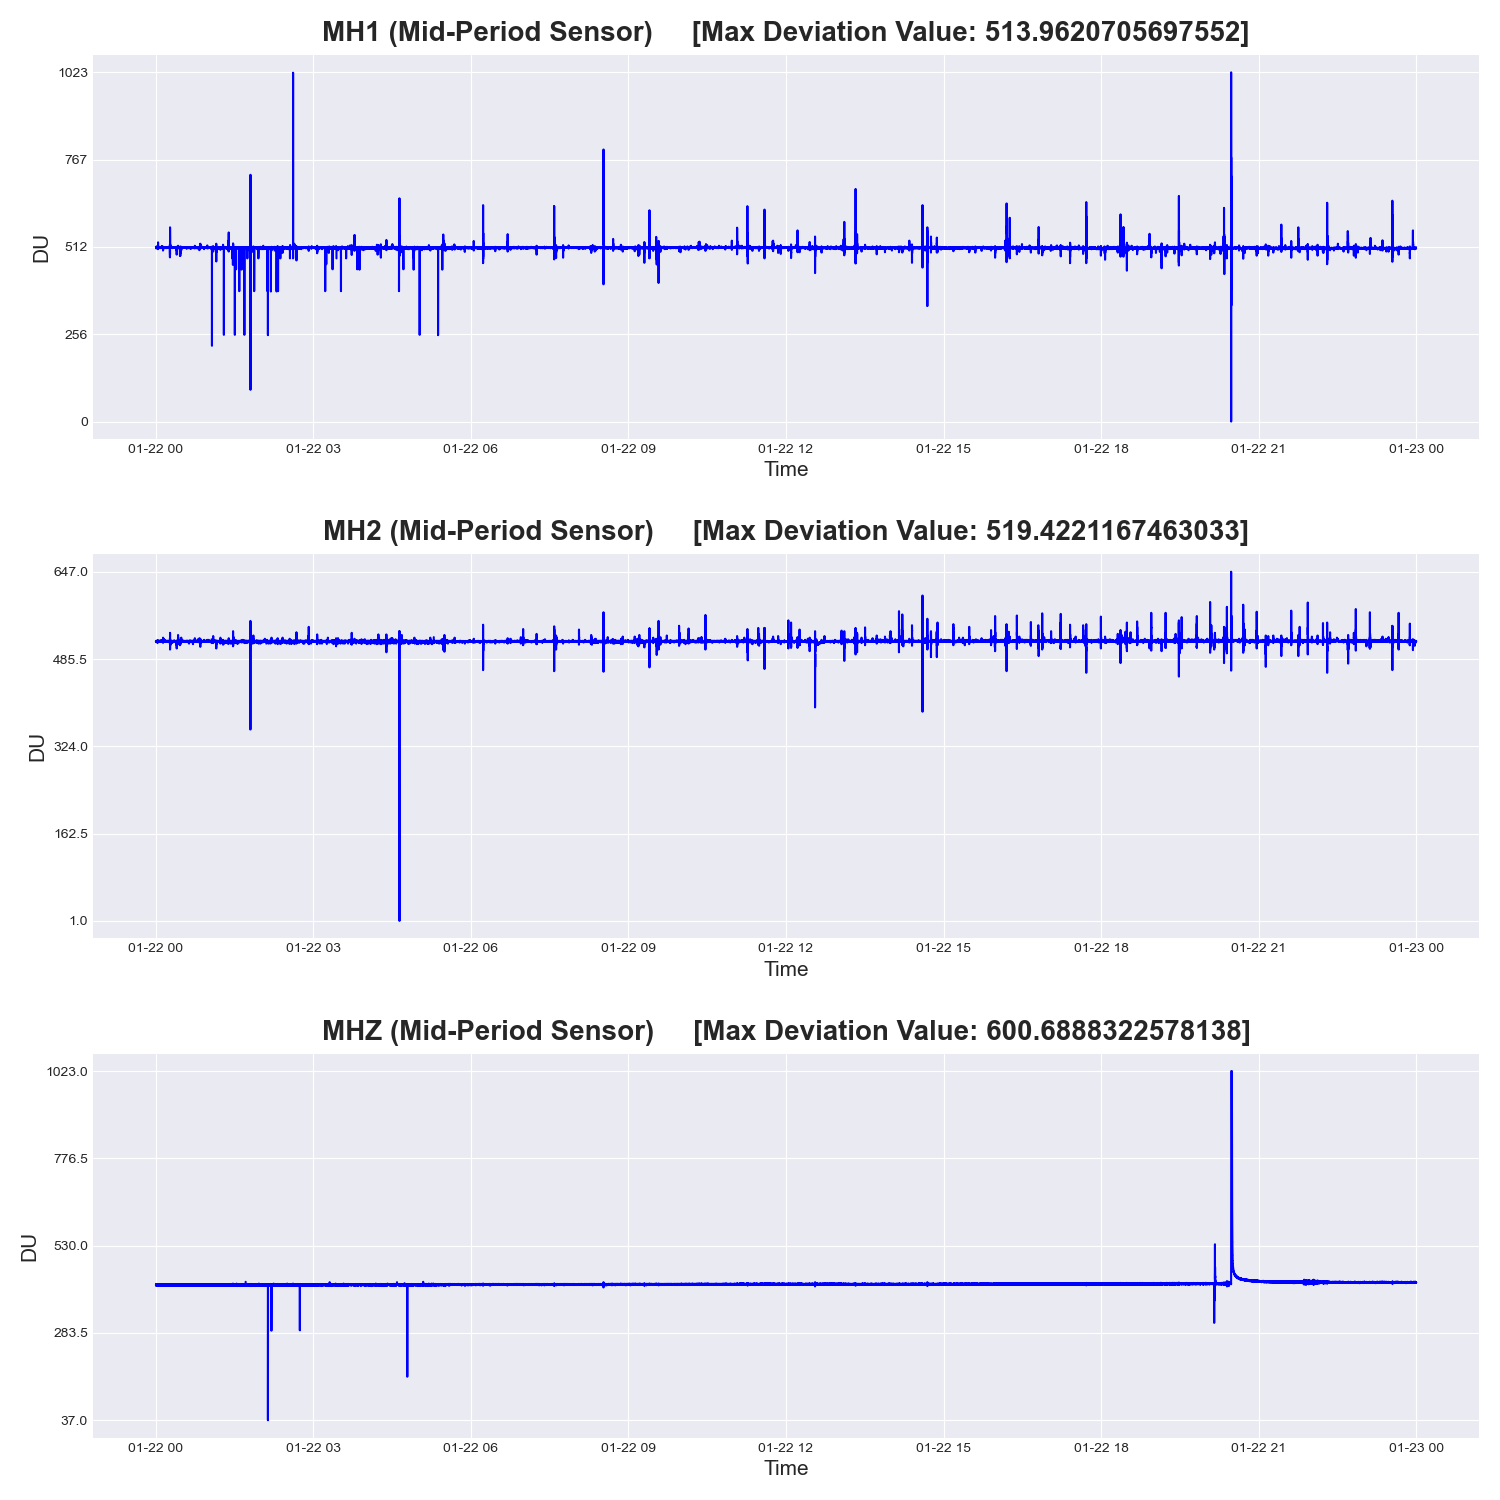 MH1 (Mid-Period Sensor) [Max Deviation Value: 513.9620705697552]
1023
767
512
256
0
DU
01-22 00 01-22 03 01-22 06 01-22 09 01-22 12 01-22 15 01-22 18 01-22 21 01-23 00
Time
MH2 (Mid-Period Sensor) [Max Deviation Value: 519.4221167463033]
647.0
485.5
324.0
162.5
1.0
DU
01-22 00 01-22 03 01-22 06 01-22 09 01-22 12 01-22 15 01-22 18 01-22 21 01-23 00
Time
MHZ (Mid-Period Sensor) [Max Deviation Value: 600.6888322578138]
1023.0
776.5
530.0
283.5
37.0
DU
01-22 00 01-22 03 01-22 06 01-22 09 01-22 12 01-22 15 01-22 18 01-22 21 01-23 00
Time